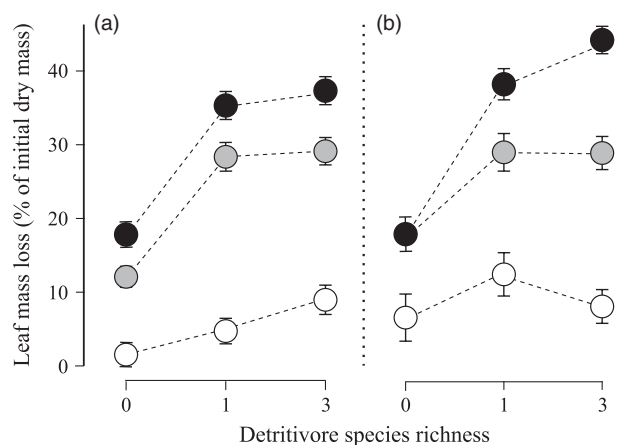 (a)
(b)
Leaf mass loss (% of initial dry mass)
40
30
20
10
0
0
1
3
0
1
3
Detritivore species richness